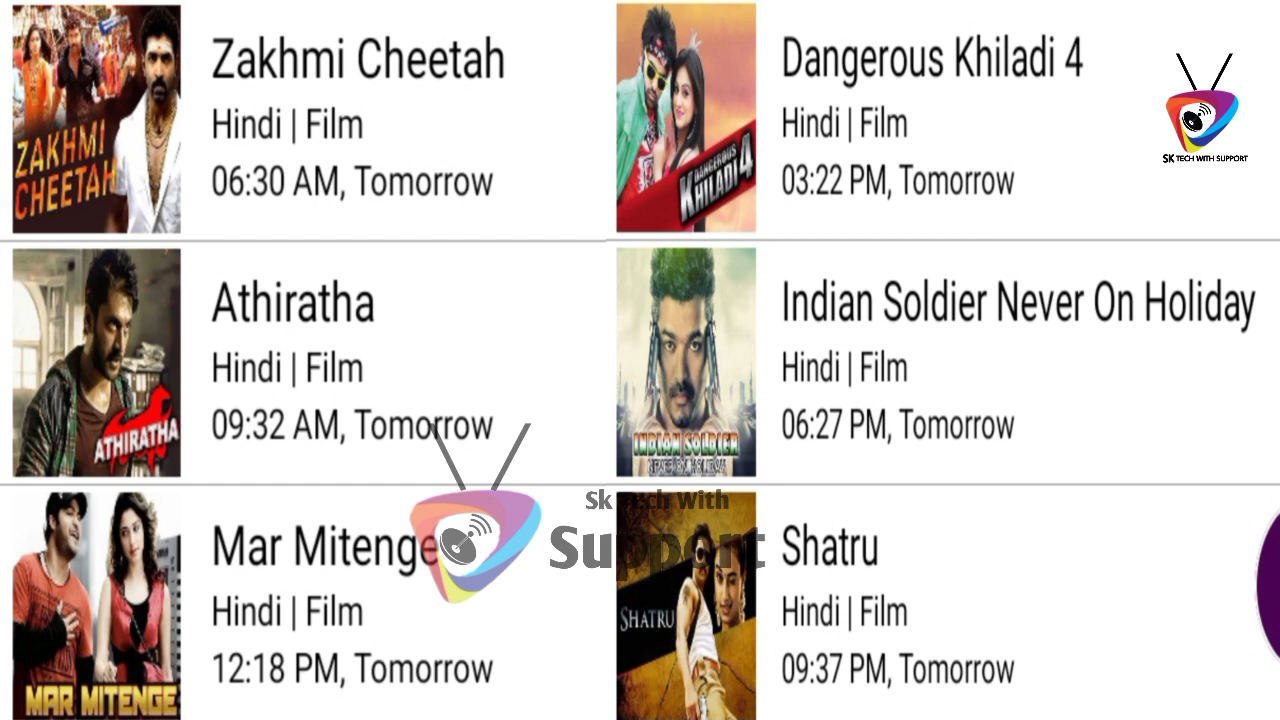 ZAKHMI
CHEETAH
Zakhmi Cheetah
Hindi | Film
06:30 AM, Tomorrow
ATHIRATHA
Athiratha
Hindi | Film
09:32 AM, Tomorrow
MAR MITENGE
Mar Mitenge
Hindi | Film
12:18 PM, Tomorrow
DANGEROUS
KHILADI 4
Dangerous Khiladi 4
Hindi | Film
03:22 PM, Tomorrow
SK TECH WITH SUPPORT
INDIAN SOLDIER
Indian Soldier Never On Holiday
Hindi | Film
06:27 PM, Tomorrow
Sk Tech With
Support
SHATRU
Shatru
Hindi | Film
09:37 PM, Tomorrow